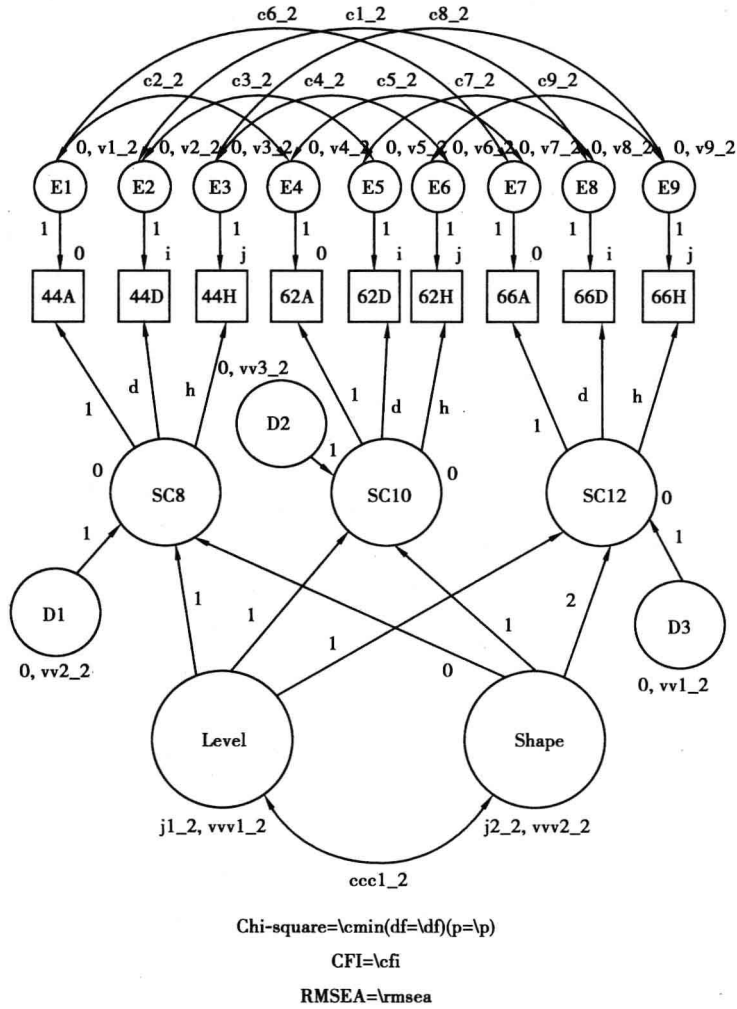 c6_2 c1_2 c8_2
c2_2 c3_2 c4_2 c5_2 c7_2 c9_2
0, v1_2 0, v2_2 0, v3_2 0, v4_2 0, v5_2 0, v6_2 0, v7_2 0, v8_2 0, v9_2
E1 E2 E3 E4 E5 E6 E7 E8 E9
1 1 1 1 1 1 1 1 1
0 i j 0 i j 0 i j
44A 44D 44H 62A 62D 62H 66A 66D 66H
0, vv3_2
1 d h 1 d h 1 d h
D2
1
0 0 0
SC8 SC10 SC12
1 1
D1 D3
1 1 1 1 2
0
0, vv2_2 0, vv1_2
Level Shape
j1_2, vvv1_2 j2_2, vvv2_2
ccc1_2
Chi-square=\cmin(df=\df)(p=\p)
CFI=\cfi
RMSEA=\rmsea